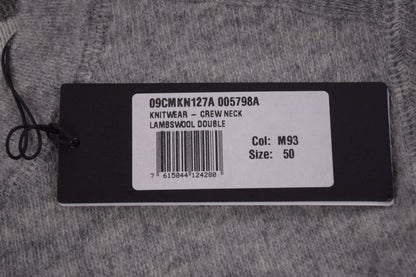 09CMKN127A 005798A
KNITWEAR – CREW NECK
LAMBSWOOL DOUBLE
Col: M93
Size: 50
7 615044 124280